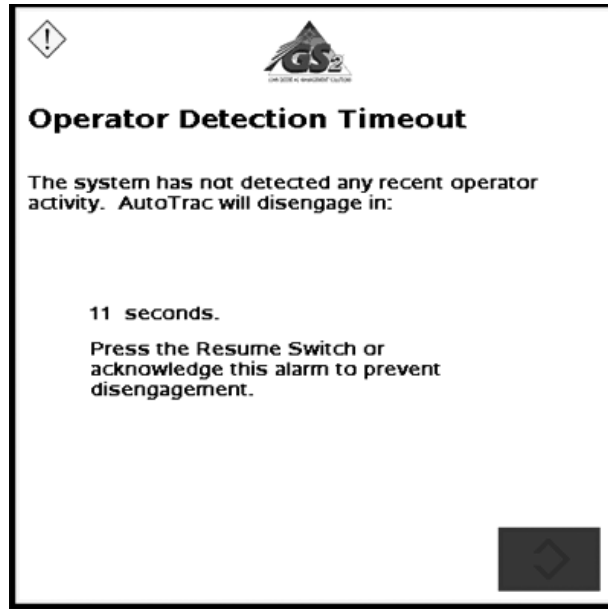 GS2
Operator Detection Timeout
The system has not detected any recent operator
activity.  AutoTrac will disengage in:
11  seconds.
Press the Resume Switch or
acknowledge this alarm to prevent
disengagement.